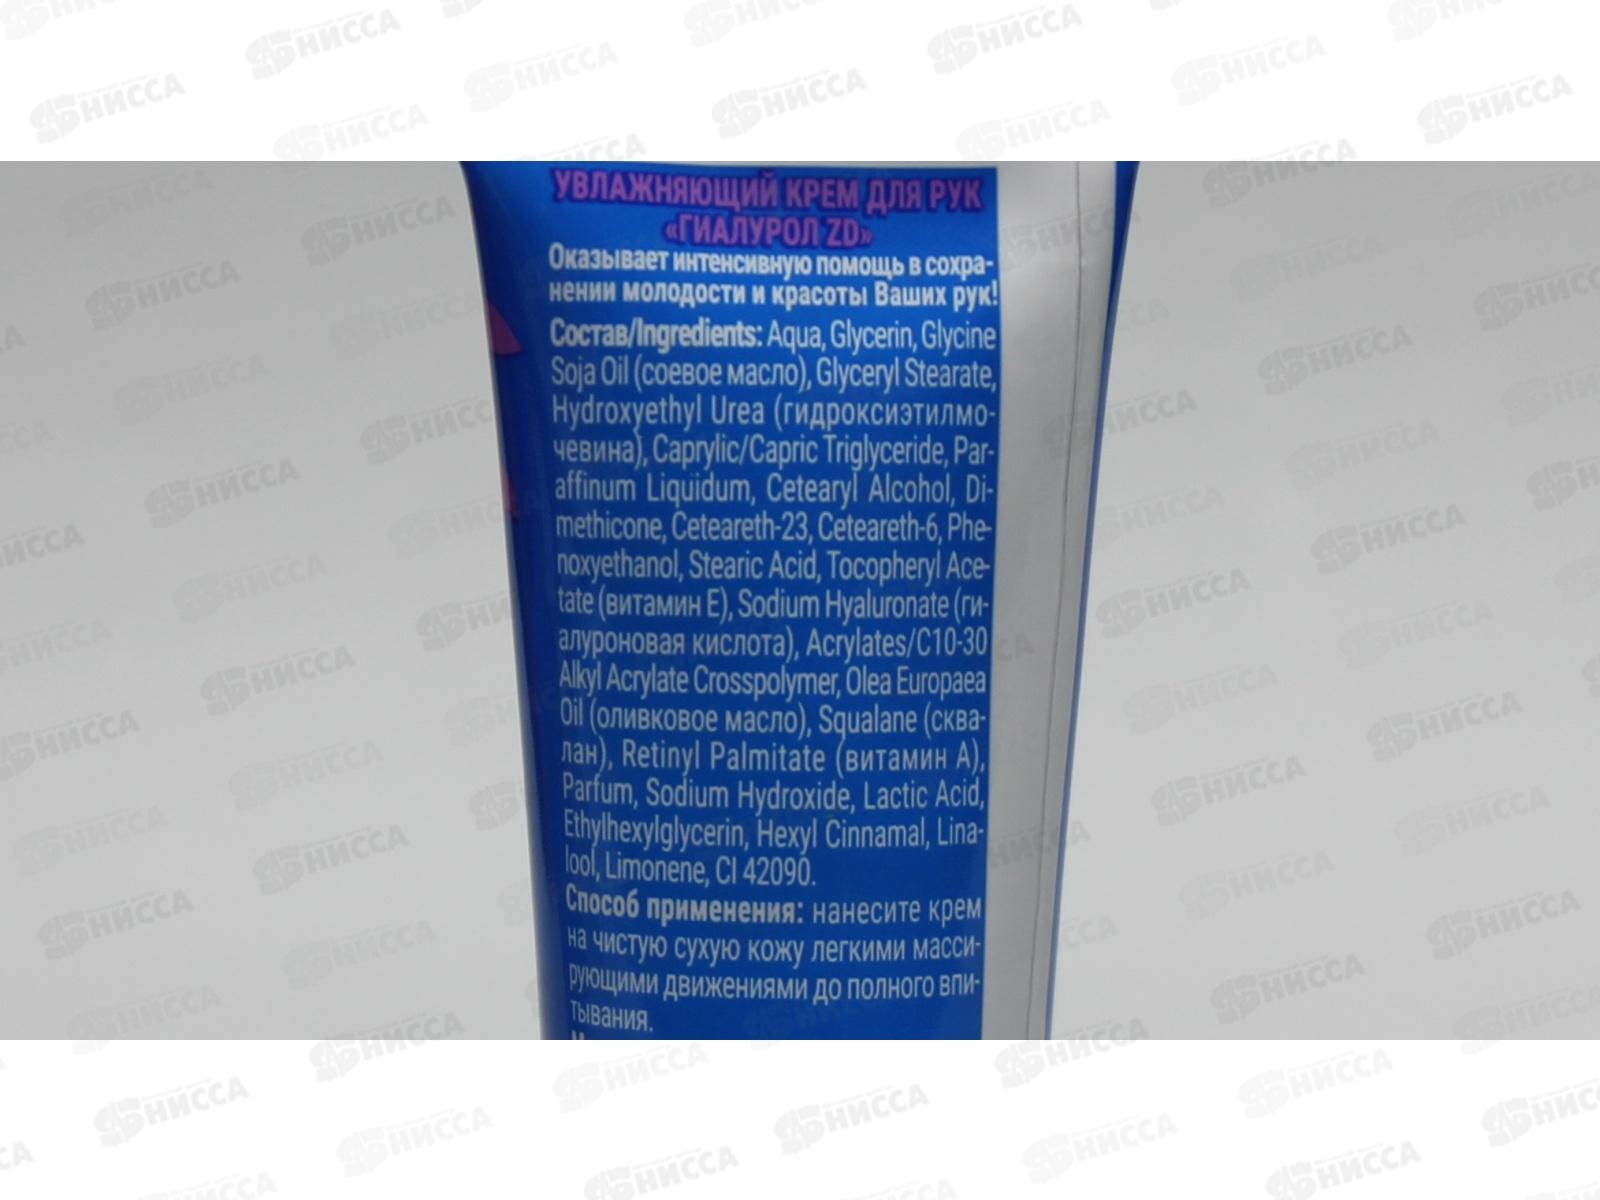 УВЛАЖНЯЮЩИЙ КРЕМ ДЛЯ РУК
«ГИАЛУРОЛ ZD»
Оказывает интенсивную помощь в сохра-
нении молодости и красоты Ваших рук!
Состав/Ingredients: Aqua, Glycerin, Glycine
Soja Oil (соевое масло), Glyceryl Stearate,
Hydroxyethyl Urea (гидроксиэтилмо-
чевина), Caprylic/Capric Triglyceride, Par-
affinum Liquidum, Cetearyl Alcohol, Di-
methicone, Ceteareth-23, Ceteareth-6, Phe-
noxyethanol, Stearic Acid, Tocopheryl Ace-
tate (витамин Е), Sodium Hyaluronate (ги-
алуроновая кислота), Acrylates/C10-30
Alkyl Acrylate Crosspolymer, Olea Europaea
Oil (оливковое масло), Squalane (сква-
лан), Retinyl Palmitate (витамин А),
Parfum, Sodium Hydroxide, Lactic Acid,
Ethylhexylglycerin, Hexyl Cinnamal, Lina-
lool, Limonene, CI 42090.
Способ применения: нанесите крем
на чистую сухую кожу легкими масси-
рующими движениями до полного впи-
тывания.